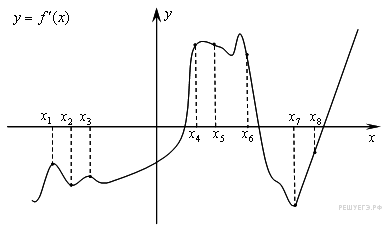 y = f'(x)
y
x₁ x₂ x₃
x₇ x₈
x₄ x₅ x₆
x
РЕШУЕГЭ.РФ